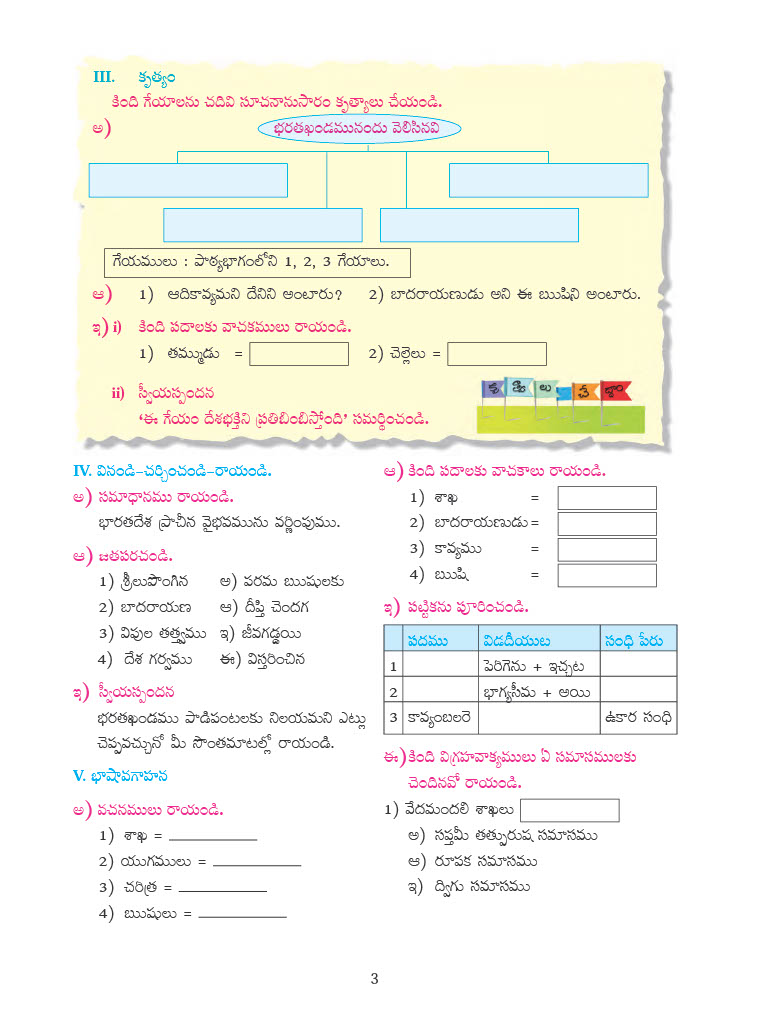 III. కృత్యం
కింది గేయాలను చదివి సూచనానుసారం కృత్యాలు చేయండి.
అ)
భరతఖండమునందు వెలిసినవి
గేయములు : పాఠ్యభాగంలోని 1, 2, 3 గేయాలు.
ఆ) 1) ఆదికావ్యమని దేనిని అంటారు? 2) బాదరాయణుడు అని ఈ ఋషిని అంటారు.
ఇ) i) కింది పదాలకు వాచకములు రాయండి.
1) తమ్ముడు = 2) చెల్లెలు =
ii) స్వీయస్పందన
‘ఈ గేయం దేశభక్తిని ప్రతిబింబిస్తోంది’ సమర్థించండి.
IV. వినండి–చర్చించండి–రాయండి.
అ) సమాధానము రాయండి.
భారతదేశ ప్రాచీన వైభవమును వర్ణింపుము.
ఆ) జతపరచండి.
1) శ్రీలుపొంగిన అ) పరమ ఋషులకు
2) బాదరాయణ ఆ) దీప్తి చెందగ
3) విపుల తత్త్వము ఇ) జీవగడ్డయి
4) దేశ గర్వము ఈ) విస్తరించిన
ఇ) స్వీయస్పందన
భరతఖండము పాడిపంటలకు నిలయమని ఎట్లు
చెప్పవచ్చునో మీ సొంతమాటల్లో రాయండి.
V. భాషావగాహన
అ) వచనములు రాయండి.
1) శాఖ =
2) యుగములు =
3) చరిత్ర =
4) ఋషులు =
ఆ) కింది పదాలకు వాచకాలు రాయండి.
1) శాఖ =
2) బాదరాయణుడు =
3) కావ్యము =
4) ఋషి =
ఇ) పట్టికను పూరించండి.
పదము విడదీయుట సంధి పేరు
1 పెరిగెను + ఇచ్చట
2 భాగ్యసీమ + అయి
3 కావ్యంబలరె ఉకార సంధి
ఈ) కింది విగ్రహవాక్యములు ఏ సమాసములకు
చెందినవో రాయండి.
1) వేదమందలి శాఖలు
అ) సప్తమీ తత్పురుష సమాసము
ఆ) రూపక సమాసము
ఇ) ద్విగు సమాసము
3